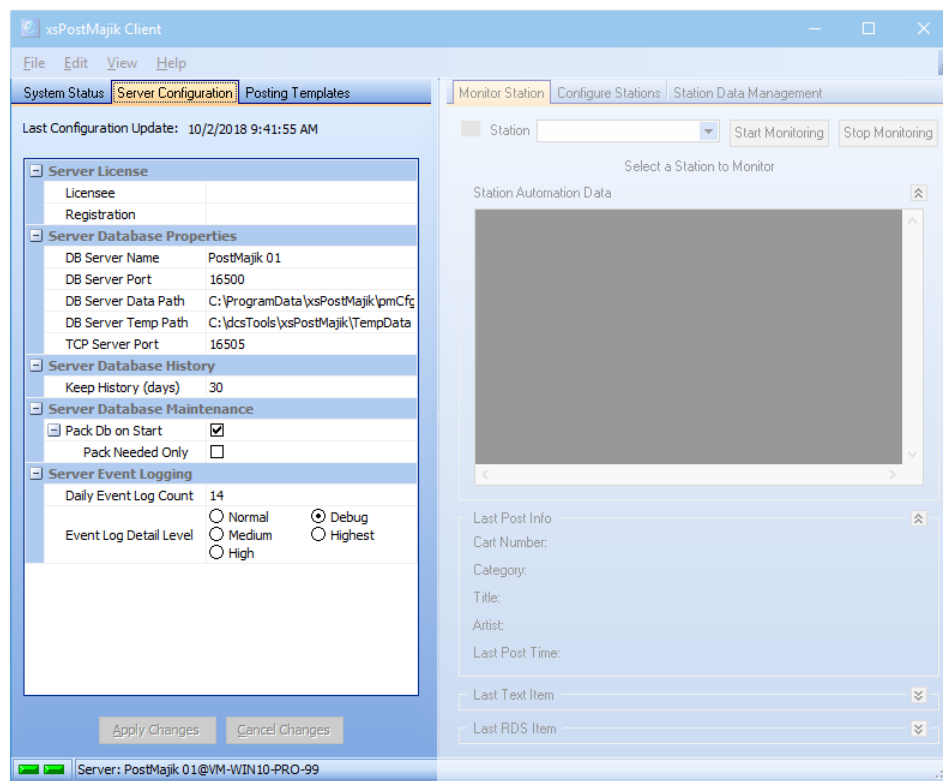 xsPostMajik Client
File Edit View Help
System Status Server Configuration Posting Templates
Last Configuration Update: 10/2/2018 9:41:55 AM
Server License
Licensee
Registration
Server Database Properties
DB Server Name PostMajik 01
DB Server Port 16500
DB Server Data Path C:\ProgramData\xsPostMajik\pmCfg
DB Server Temp Path C:\dcsTools\xsPostMajik\TempData
TCP Server Port 16505
Server Database History
Keep History (days) 30
Server Database Maintenance
Pack Db on Start
Pack Needed Only
Server Event Logging
Daily Event Log Count 14
Event Log Detail Level
Normal Debug
Medium Highest
High
Apply Changes Cancel Changes
Monitor Station Configure Stations Station Data Management
Station Start Monitoring Stop Monitoring
Select a Station to Monitor
Station Automation Data
Last Post Info
Cart Number:
Category:
Title:
Artist:
Last Post Time:
Last Text Item
Last RDS Item
Server: PostMajik 01@VM-WIN10-PRO-99